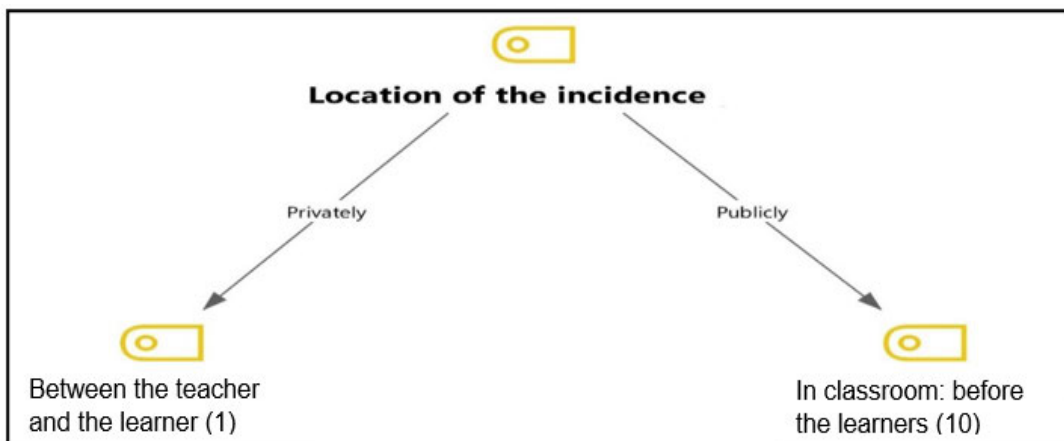 Location of the incidence
Privately
Publicly
Between the teacher
and the learner (1)
In classroom: before
the learners (10)